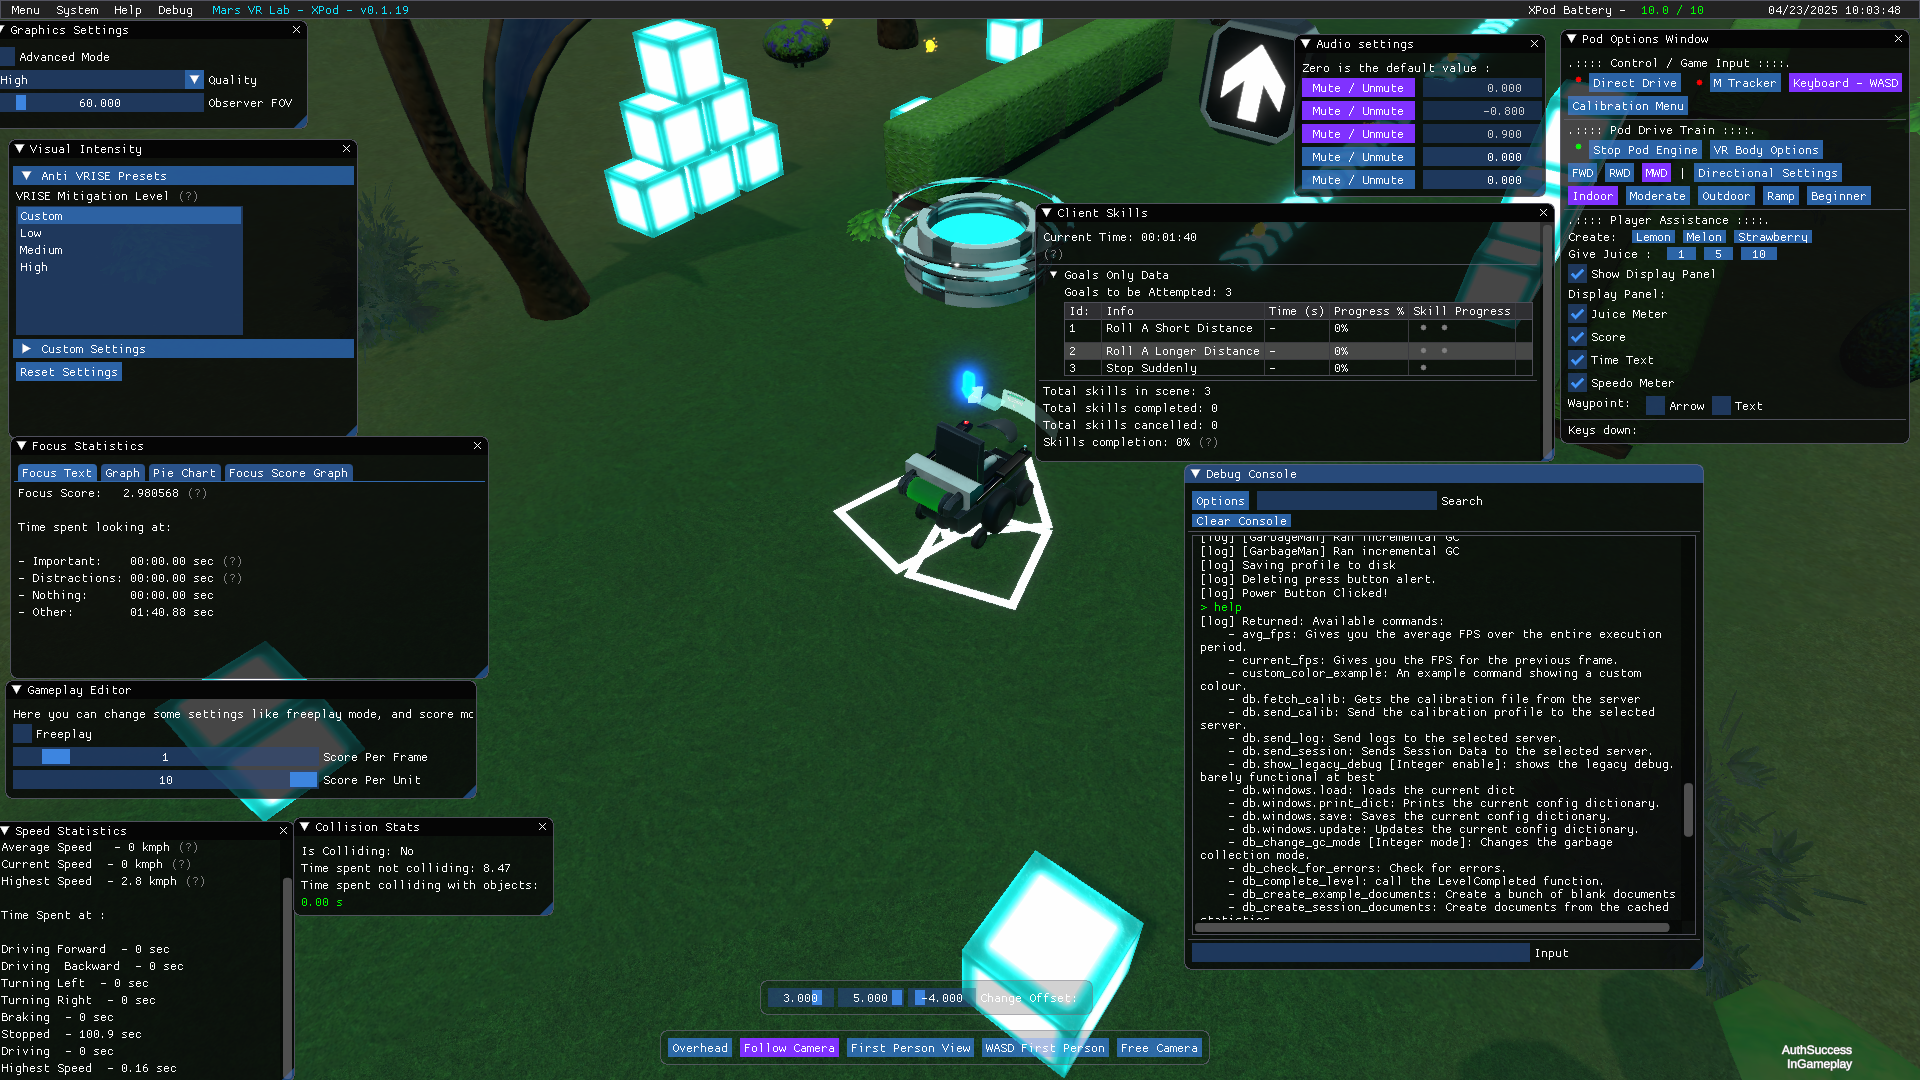 Menu System Help Debug Mars VR Lab - XPod - v0.1.19 XPod Battery - 10.0 / 10 04/23/2025 10:03:48
Graphics Settings
Advanced Mode
High Quality
60.000 Observer FOV
Visual Intensity
Anti VRISE Presets
VRISE Mitigation Level (?)
Custom
Low
Medium
High
Custom Settings
Reset Settings
Focus Statistics
Focus Text Graph Pie Chart Focus Score Graph
Focus Score: 2.980568 (?)
Time spent looking at:
- Important: 00:00.00 sec (?)
- Distractions: 00:00.00 sec (?)
- Nothing: 00:00.00 sec
- Other: 01:40.88 sec
Gameplay Editor
Here you can change some settings like freeplay mode, and score mo
Freeplay
1 Score Per Frame
10 Score Per Unit
Speed Statistics
Average Speed - 0 kmph (?)
Current Speed - 0 kmph (?)
Highest Speed - 2.8 kmph (?)
Time Spent at :
Driving Forward - 0 sec
Driving Backward - 0 sec
Turning Left - 0 sec
Turning Right - 0 sec
Braking - 0 sec
Stopped - 100.9 sec
Driving - 0 sec
Highest Speed - 0.16 sec
Collision Stats
Is Colliding: No
Time spent not colliding: 8.47
Time spent colliding with objects:
0.00 s
Audio settings
Zero is the default value :
Mute / Unmute 0.000
Mute / Unmute -0.800
Mute / Unmute 0.900
Mute / Unmute 0.000
Mute / Unmute 0.000
Client Skills
Current Time: 00:01:40
(?)
Goals Only Data
Goals to be Attempted: 3
Id: Info Time (s) Progress % Skill Progress
1 Roll A Short Distance - 0%
2 Roll A Longer Distance - 0%
3 Stop Suddenly - 0%
Total skills in scene: 3
Total skills completed: 0
Total skills cancelled: 0
Skills completion: 0% (?)
Pod Options Window
.:::: Control / Game Input ::::.
Direct Drive M Tracker Keyboard - WASD
Calibration Menu
.:::: Pod Drive Train ::::.
Stop Pod Engine VR Body Options
FWD RWD MWD | Directional Settings
Indoor Moderate Outdoor Ramp Beginner
.:::: Player Assistance ::::.
Create: Lemon Melon Strawberry
Give Juice : 1 5 10
Show Display Panel
Display Panel:
Juice Meter
Score
Time Text
Speedo Meter
Waypoint: Arrow Text
Keys down:
Debug Console
Options Search
Clear Console
[log] [GarbageMan] Ran incremental GC
[log] [GarbageMan] Ran incremental GC
[log] Saving profile to disk
[log] Deleting press button alert.
[log] Power Button Clicked!
> help
[log] Returned: Available commands:
- avg_fps: Gives you the average FPS over the entire execution
period.
- current_fps: Gives you the FPS for the previous frame.
- custom_color_example: An example command showing a custom
colour.
- db.fetch_calib: Gets the calibration file from the server
- db.send_calib: Send the calibration profile to the selected
server.
- db.send_log: Send logs to the selected server.
- db.send_session: Sends Session Data to the selected server.
- db.show_legacy_debug [Integer enable]: shows the legacy debug.
barely functional at best
- db.windows.load: loads the current dict
- db.windows.print_dict: Prints the current config dictionary.
- db.windows.save: Saves the current config dictionary.
- db.windows.update: Updates the current config dictionary.
- db_change_gc_mode [Integer mode]: Changes the garbage
collection mode.
- db_check_for_errors: Check for errors.
- db_complete_level: call the LevelCompleted function.
- db_create_example_documents: Create a bunch of blank documents
- db_create_session_documents: Create documents from the cached
statistics
Input
3.000 5.000 -4.000 Change Offset:
Overhead Follow Camera First Person View WASD First Person Free Camera
AuthSuccess
InGameplay